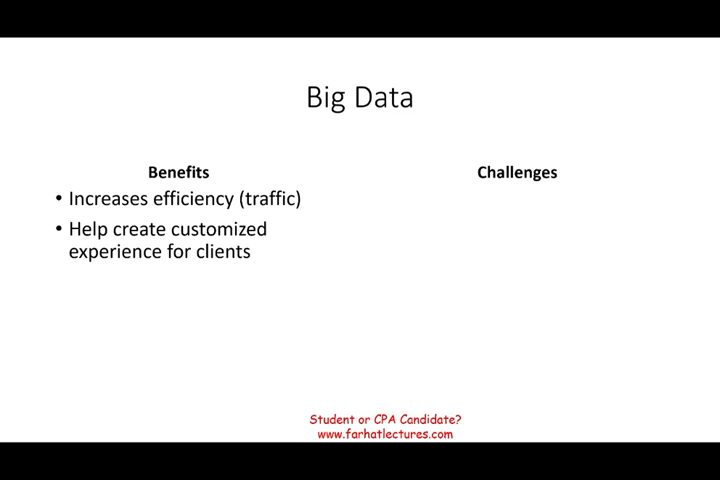 Big Data
Benefits
• Increases efficiency (traffic)
• Help create customized
experience for clients
Challenges
Student or CPA Candidate?
www.farhatlectures.com